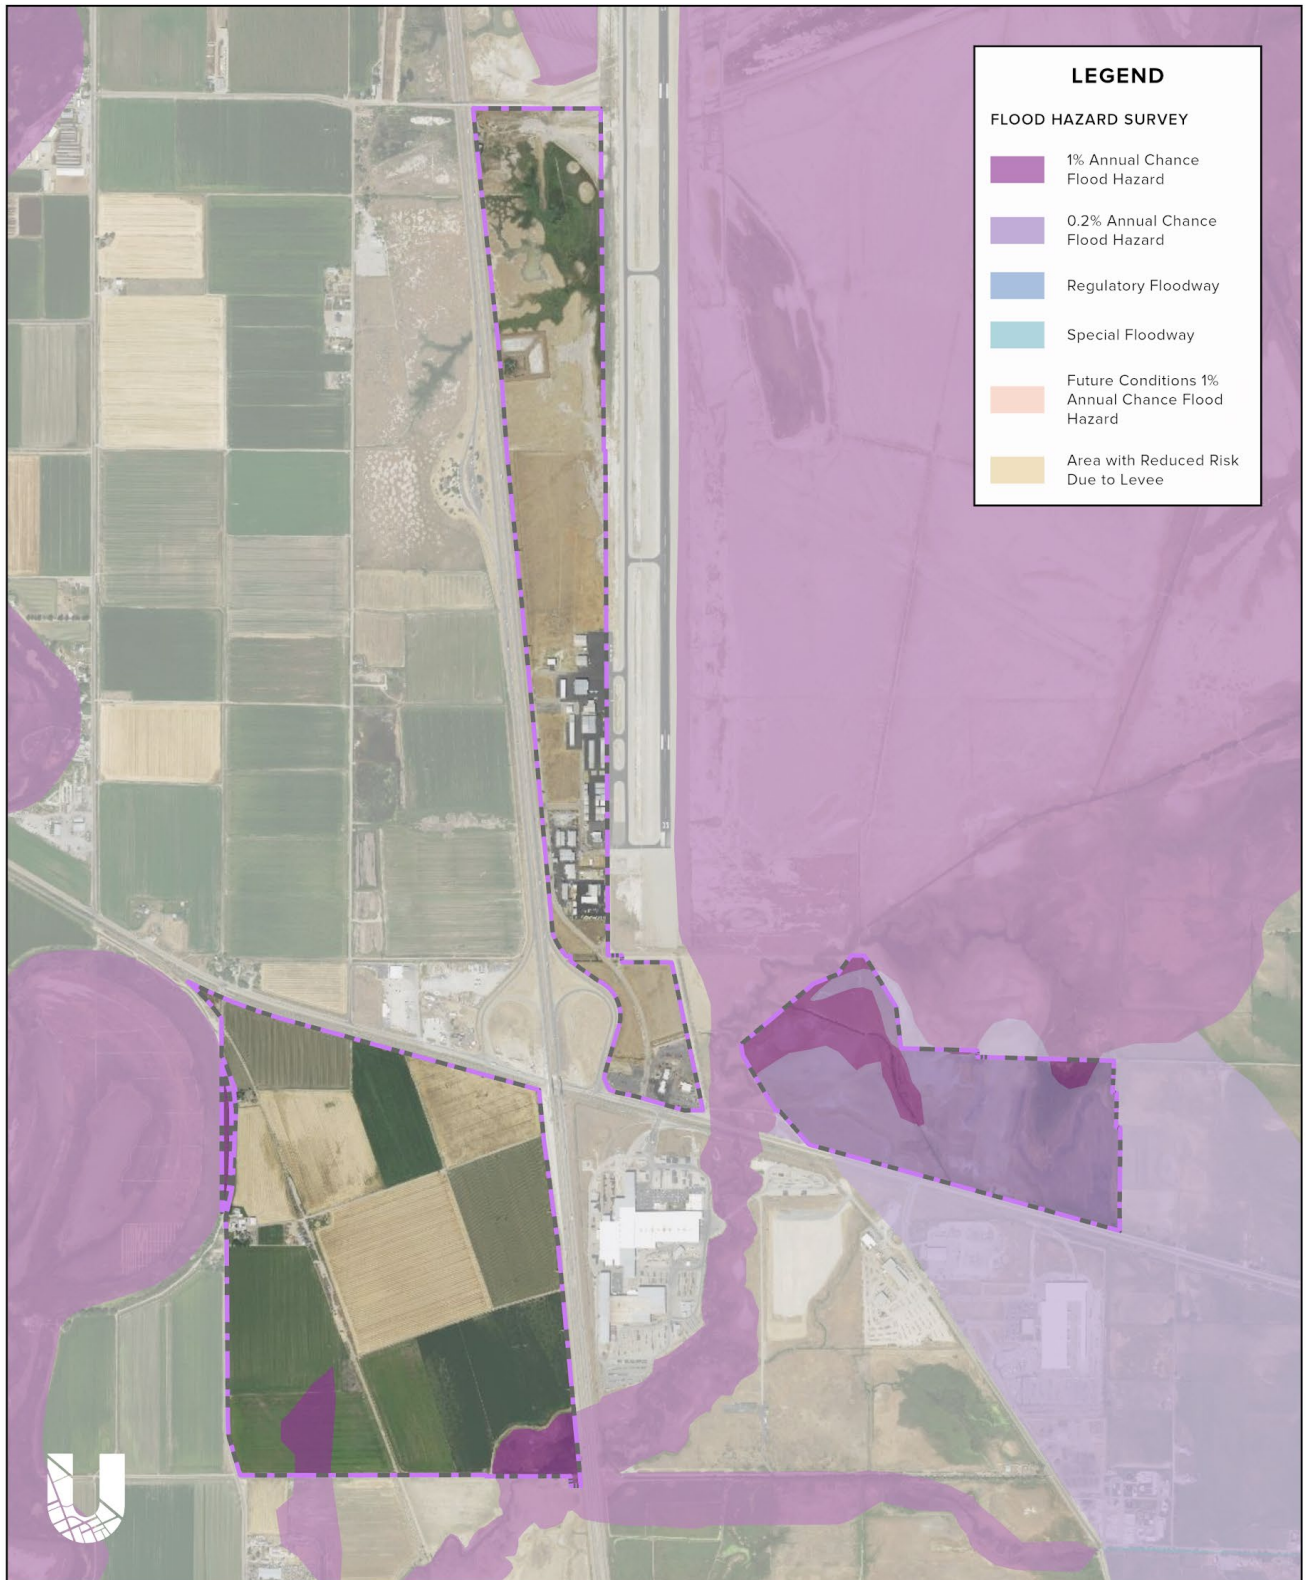 LEGEND
FLOOD HAZARD SURVEY
1% Annual Chance
Flood Hazard
0.2% Annual Chance
Flood Hazard
Regulatory Floodway
Special Floodway
Future Conditions 1%
Annual Chance Flood
Hazard
Area with Reduced Risk
Due to Levee
35
U